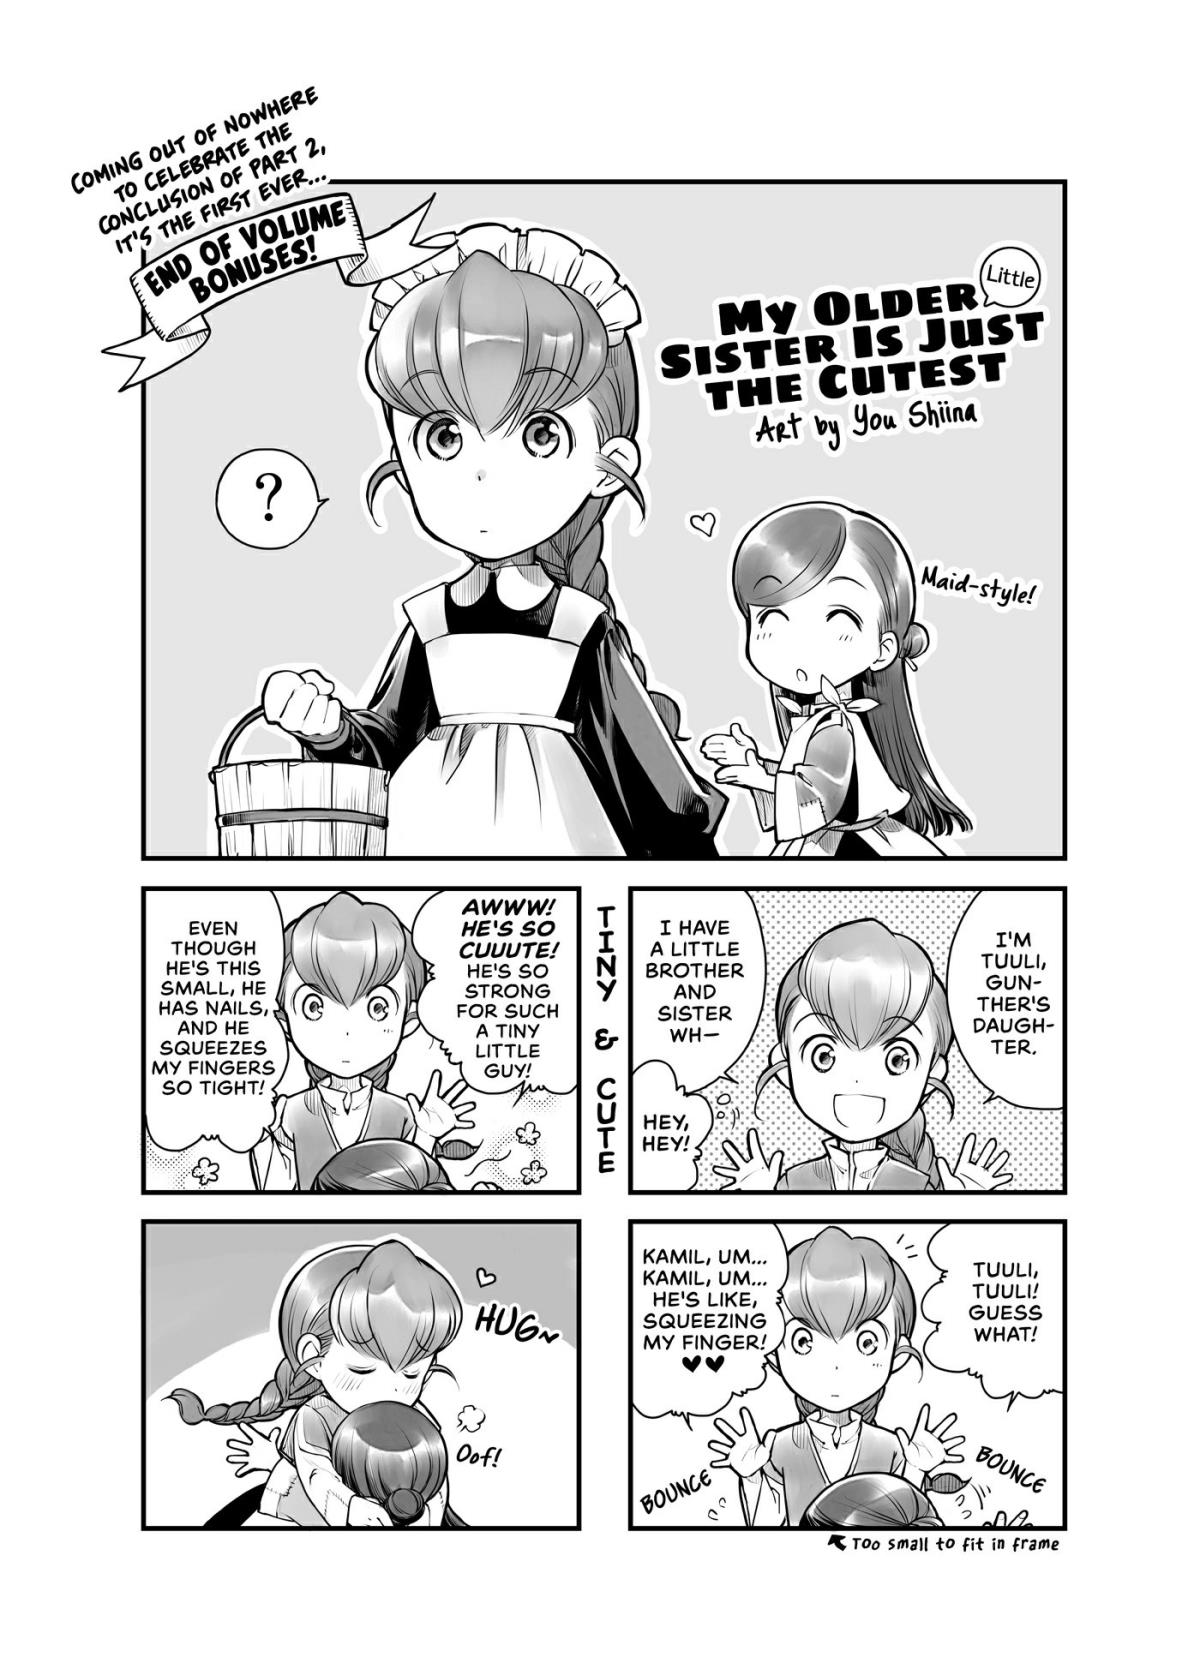 COMING OUT OF NOWHERE
TO CELEBRATE THE
CONCLUSION OF PART 2,
IT'S THE FIRST EVER...
END OF VOLUME
BONUSES!
Little
MY OLDER
SISTER IS JUST
THE CUTEST
Art by You Shiina
?
Maid-style!
TINY & CUTE
I'M
TUULI,
GUN-
THER'S
DAUGH-
TER.
I HAVE
A LITTLE
BROTHER
AND
SISTER
WH—
HEY,
HEY!
TUULI,
TUULI!
GUESS
WHAT!
KAMIL, UM...
KAMIL, UM...
HE'S LIKE,
SQUEEZING
MY FINGER!
♥♥
BOUNCE
BOUNCE
Too small to fit in frame
AWWW!
HE'S SO
CUUUTE!
HE'S SO
STRONG
FOR SUCH
A TINY
LITTLE
GUY!
EVEN
THOUGH
HE'S THIS
SMALL, HE
HAS NAILS,
AND HE
SQUEEZES
MY FINGERS
SO TIGHT!
HUG~
Oof!